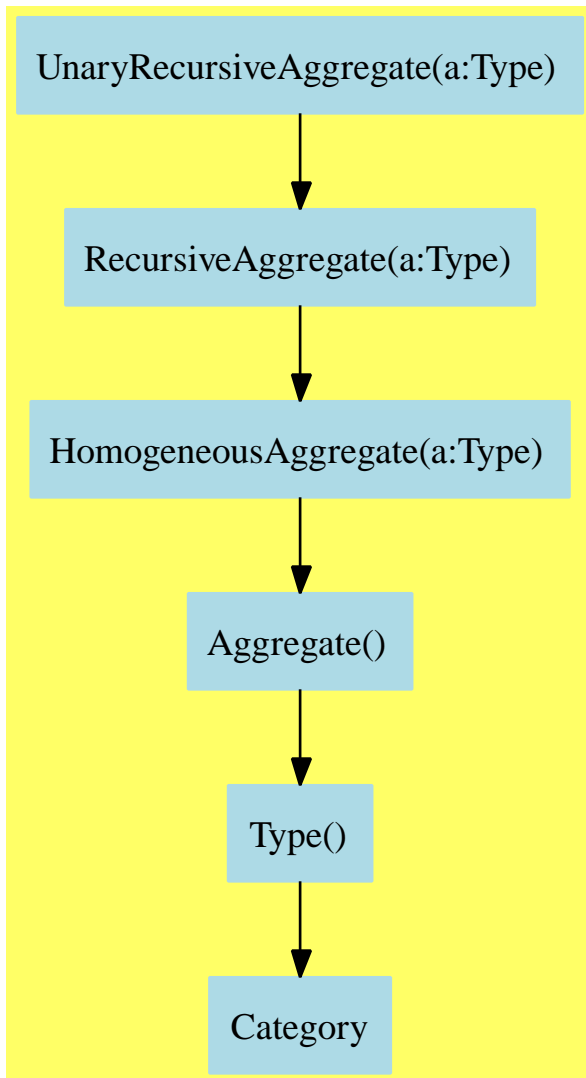 UnaryRecursiveAggregate(a:Type)
RecursiveAggregate(a:Type)
HomogeneousAggregate(a:Type)
Aggregate()
Type()
Category